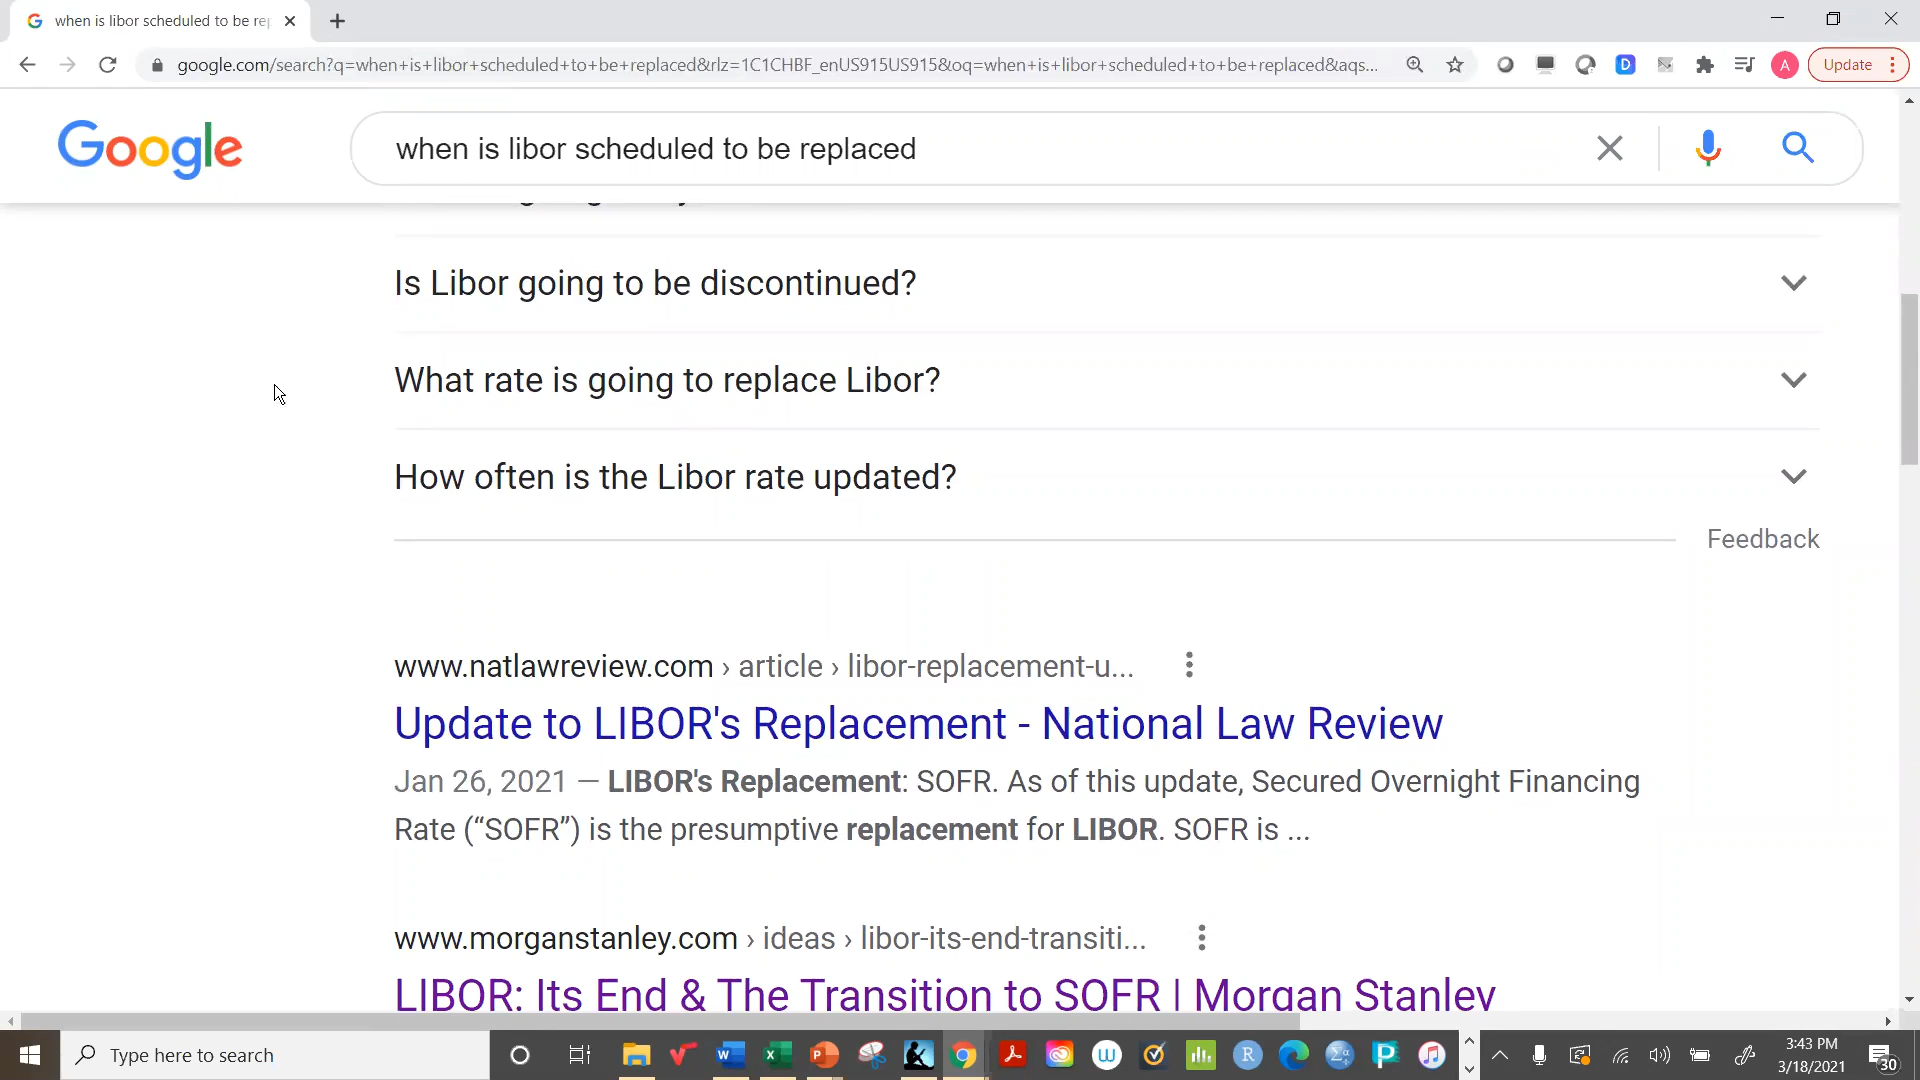 when is libor scheduled to be rep
google.com/search?q=when+is+libor+scheduled+to+be+replaced&rlz=1C1CHBF_enUS915US915&oq=when+is+libor+scheduled+to+be+replaced&aqs...
D
A
Update
Google
when is libor scheduled to be replaced
Is Libor going to be discontinued?
What rate is going to replace Libor?
How often is the Libor rate updated?
Feedback
www.natlawreview.com › article › libor-replacement-u...
Update to LIBOR's Replacement - National Law Review
Jan 26, 2021 — LIBOR's Replacement: SOFR. As of this update, Secured Overnight Financing
Rate (“SOFR”) is the presumptive replacement for LIBOR. SOFR is ...
www.morganstanley.com › ideas › libor-its-end-transiti...
LIBOR: Its End & The Transition to SOFR | Morgan Stanley
Type here to search
3:43 PM
3/18/2021
30